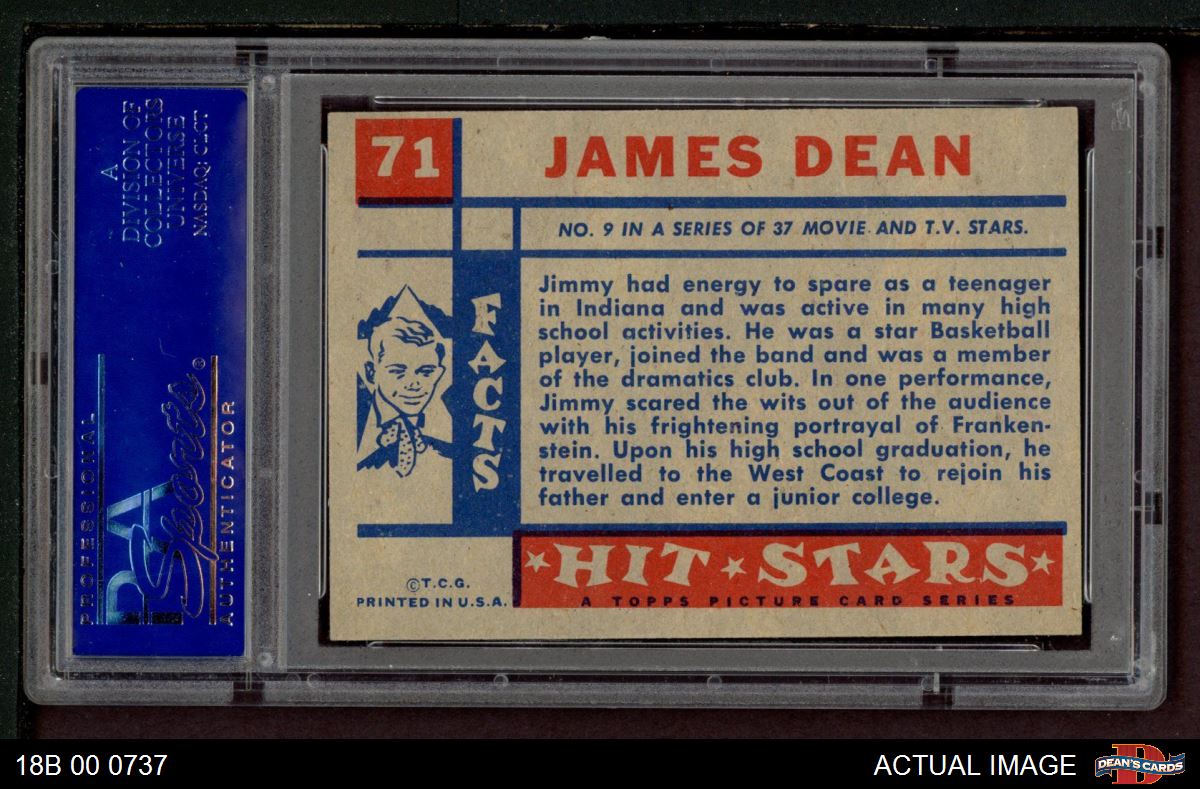 A
DIVISION OF
COLLECTORS
UNIVERSE
NASDAQ: CLCT
PROFESSIONAL
PSA
Sports®
AUTHENTICATOR
71
JAMES DEAN
NO. 9 IN A SERIES OF 37 MOVIE AND T.V. STARS.
FACTS
Jimmy had energy to spare as a teenager
in Indiana and was active in many high
school activities. He was a star Basketball
player, joined the band and was a member
of the dramatics club. In one performance,
Jimmy scared the wits out of the audience
with his frightening portrayal of Franken-
stein. Upon his high school graduation, he
travelled to the West Coast to rejoin his
father and enter a junior college.
©T.C.G.
PRINTED IN U.S.A.
HIT STARS
A TOPPS PICTURE CARD SERIES
18B 00 0737
ACTUAL IMAGE
D
DEAN'S CARDS